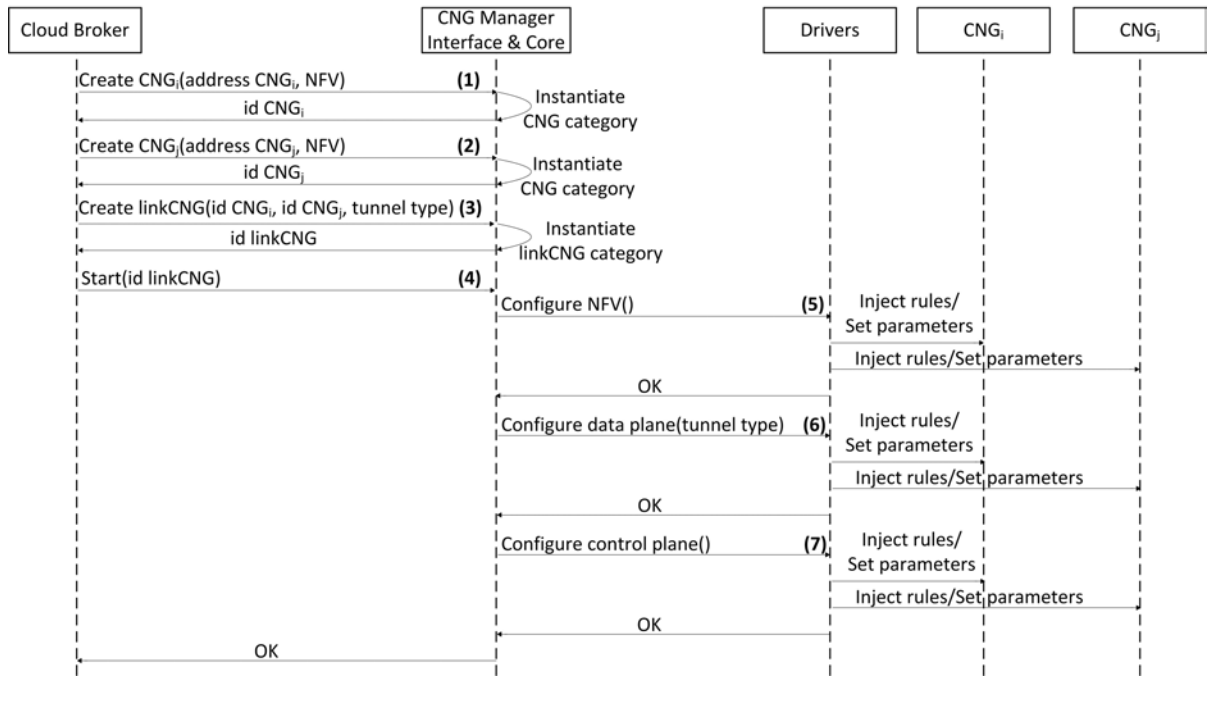 Cloud Broker
CNG Manager
Interface & Core
Drivers
CNGi
CNGj
Create CNGi(address CNGi, NFV) (1)
Instantiate
id CNGi
CNG category
Create CNGj(address CNGj, NFV) (2)
Instantiate
id CNGj
CNG category
Create linkCNG(id CNGi, id CNGj, tunnel type) (3)
Instantiate
id linkCNG
linkCNG category
Start(id linkCNG) (4)
Configure NFV() (5)
Inject rules/
Set parameters
Inject rules/Set parameters
OK
Configure data plane(tunnel type) (6)
Inject rules/
Set parameters
Inject rules/Set parameters
OK
Configure control plane() (7)
Inject rules/
Set parameters
Inject rules/Set parameters
OK
OK